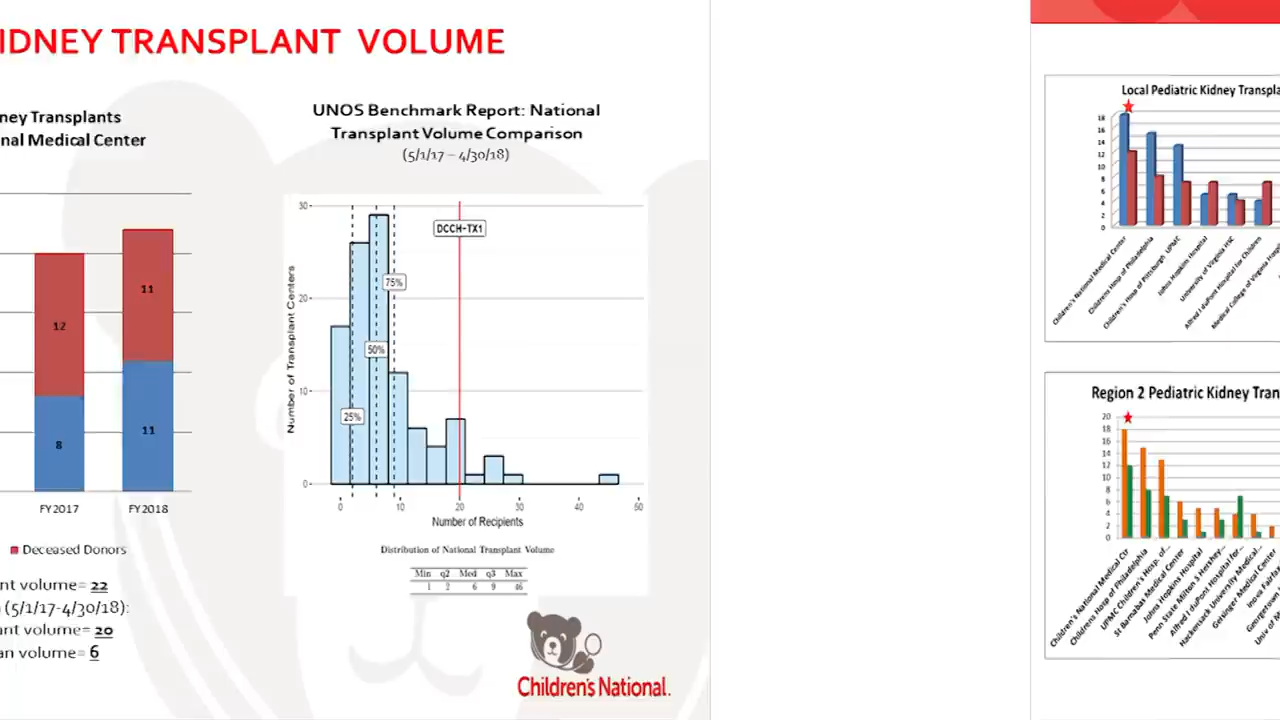 IDNEY TRANSPLANT VOLUME
ney Transplants
nal Medical Center
12
8
11
11
FY2017
FY2018
Deceased Donors
nt volume= 22
(5/1/17-4/30/18):
nt volume= 20
an volume= 6
UNOS Benchmark Report: National
Transplant Volume Comparison
(5/1/17 – 4/30/18)
Number of Transplant Centers
30
20
10
0
DCCH-TX1
75%
50%
25%
0 10 20 30 40 50
Number of Recipients
Distribution of National Transplant Volume
Min q2 Med q3 Max
1 2 6 9 46
Children's National.
Local Pediatric Kidney Transpla
18
16
14
12
10
8
6
4
2
0
Children's National Medical Center
Childrens Hosp of Philadelphia
Children's Hosp of Pittsburgh UPMC
Johns Hopkins Hospital
University of Virginia HSC
Alfred I duPont Hospital for Children
Medical College of Virginia Hosp
Region 2 Pediatric Kidney Tran
20
18
16
14
12
10
8
6
4
2
0
Children's National Med Ctr
Childrens Hosp of Philadelphia
UPMC Children's Hosp. of...
St Barnabas Medical Center
Johns Hopkins Hospital
Penn State Milton S Hershey...
Alfred I duPont Hospital for...
Hackensack University Medical...
Geisinger Medical Center
Inova Fairfa
Georgetown
Univ of M